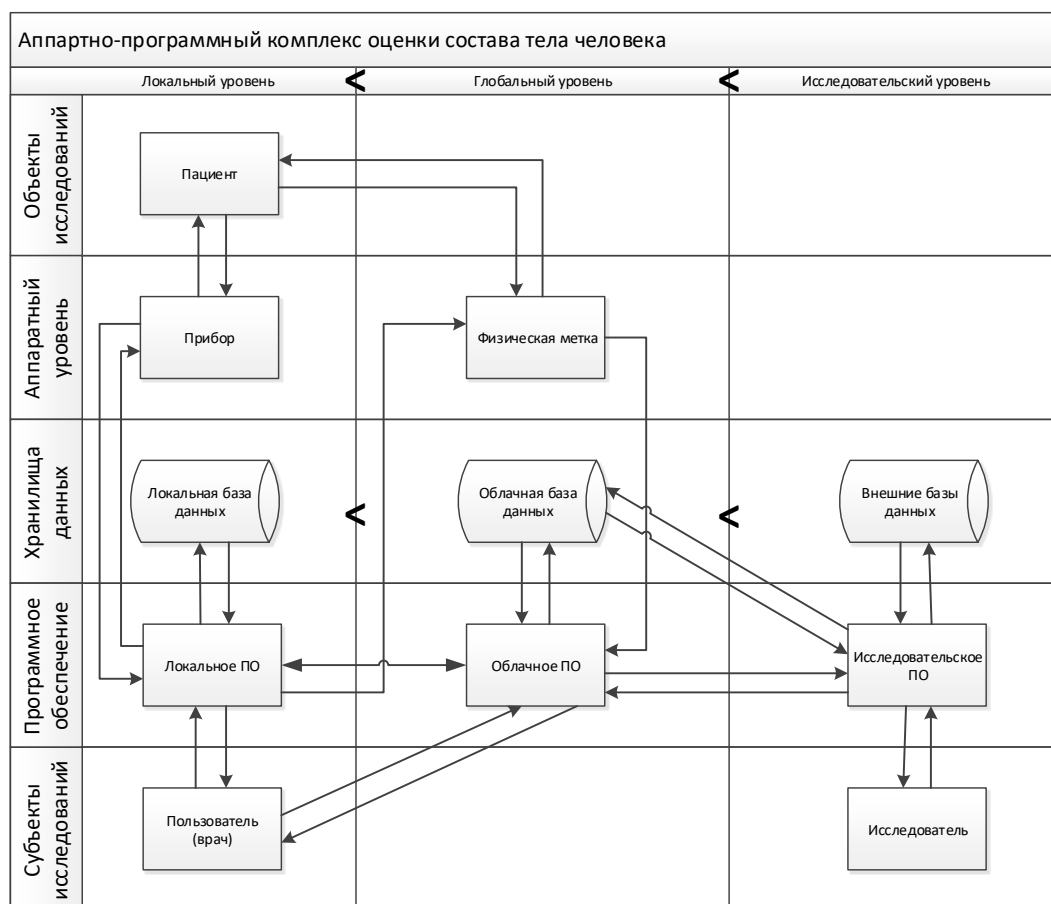 Аппартно-программный комплекс оценки состава тела человека
Локальный уровень
<
Глобальный уровень
<
Исследовательский уровень
Объекты
исследований
Пациент
Аппаратный
уровень
Прибор
Физическая метка
Хранилища
данных
Локальная база
данных
<
Облачная база
данных
<
Внешние базы
данных
Программное
обеспечение
Локальное ПО
Облачное ПО
Исследовательское
ПО
Субъекты
исследований
Пользователь
(врач)
Исследователь